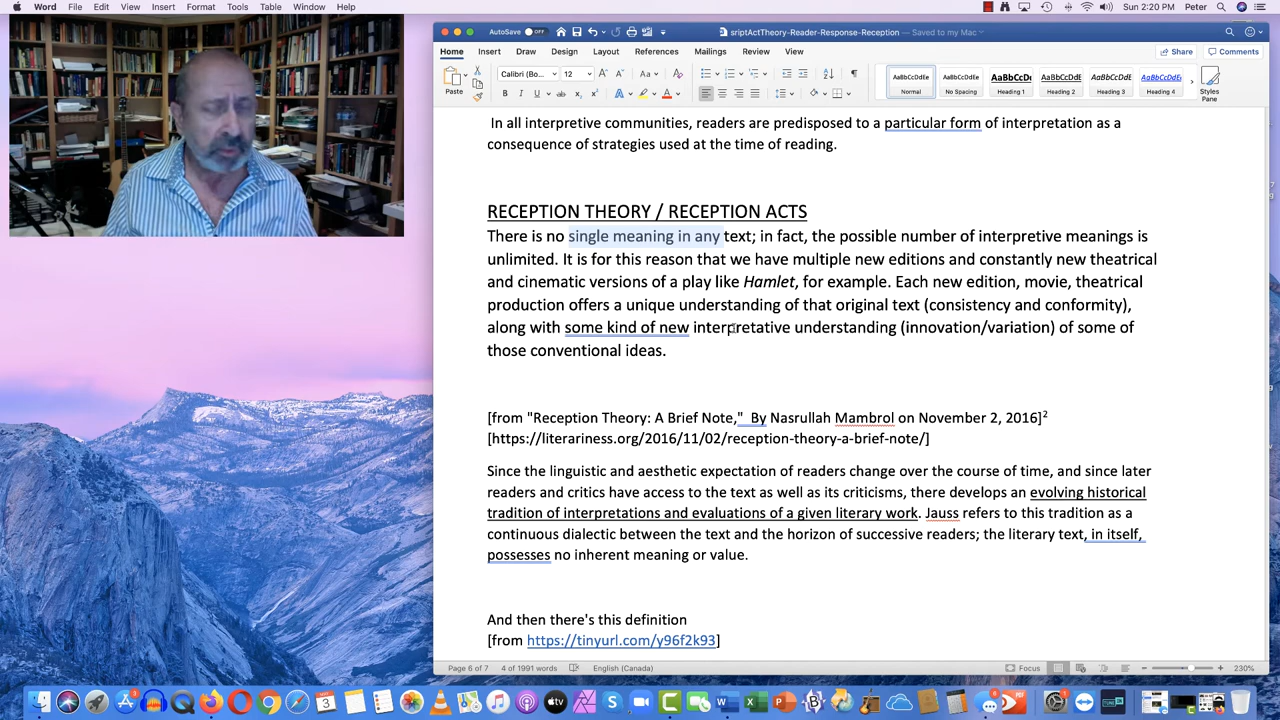 Word File Edit View Insert Format Tools Table Window Help Sun 2:20 PM Peter
AutoSave OFF sriptActTheory-Reader-Response-Reception — Saved to my Mac
Home Insert Draw Design Layout References Mailings Review View Share Comments
Paste Calibri (Bo... 12 AaBbCcDdEe AaBbCcDdEe AaBbCcDc AaBbCcDdEe AaBbCcDdEe AaBbCcDdEe
Normal No Spacing Heading 1 Heading 2 Heading 3 Heading 4 Styles Pane
In all interpretive communities, readers are predisposed to a particular form of interpretation as a
consequence of strategies used at the time of reading.
RECEPTION THEORY / RECEPTION ACTS
There is no single meaning in any text; in fact, the possible number of interpretive meanings is
unlimited. It is for this reason that we have multiple new editions and constantly new theatrical
and cinematic versions of a play like Hamlet, for example. Each new edition, movie, theatrical
production offers a unique understanding of that original text (consistency and conformity),
along with some kind of new interpretative understanding (innovation/variation) of some of
those conventional ideas.
[from "Reception Theory: A Brief Note," By Nasrullah Mambrol on November 2, 2016]²
[https://literariness.org/2016/11/02/reception-theory-a-brief-note/]
Since the linguistic and aesthetic expectation of readers change over the course of time, and since later
readers and critics have access to the text as well as its criticisms, there develops an evolving historical
tradition of interpretations and evaluations of a given literary work. Jauss refers to this tradition as a
continuous dialectic between the text and the horizon of successive readers; the literary text, in itself,
possesses no inherent meaning or value.
And then there's this definition
[from https://tinyurl.com/y96f2k93]
Page 6 of 7 4 of 1991 words English (Canada) Focus 230%